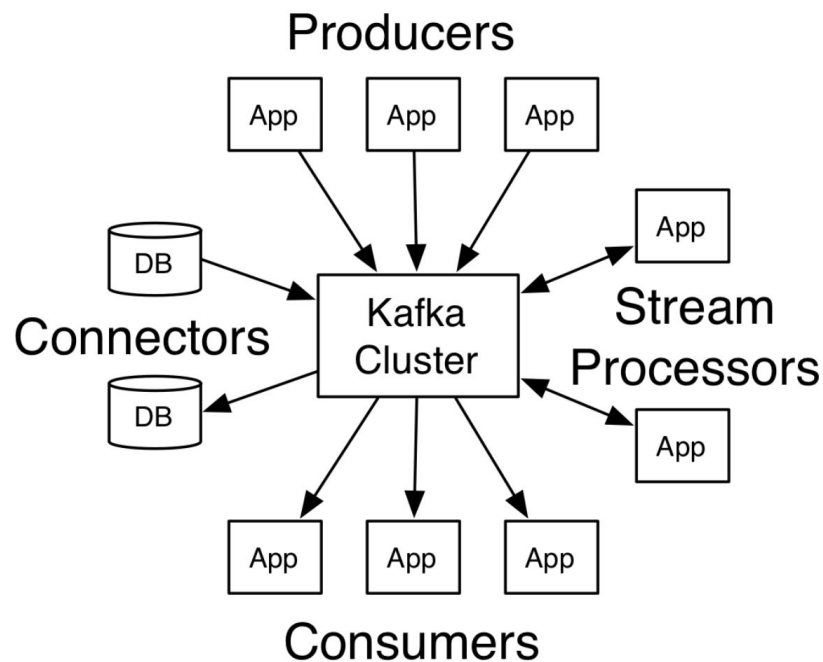 Producers
App
App
App
DB
App
Kafka
Cluster
Stream
Processors
Connectors
DB
App
App
App
App
Consumers